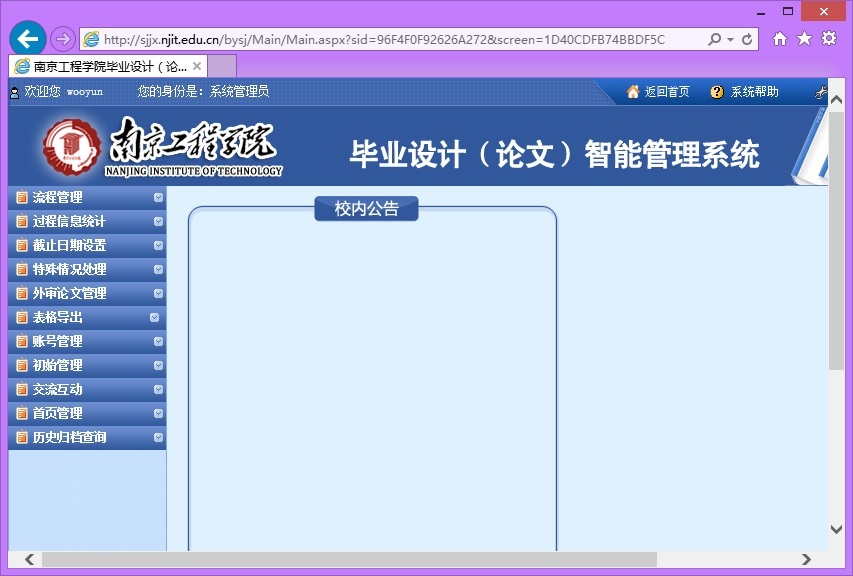 http://sjjx.njit.edu.cn/bysj/Main/Main.aspx?sid=96F4F0F92626A272&screen=1D40CDFB74BBDF5C
南京工程学院毕业设计（论...
欢迎您 wooyun 您的身份是：系统管理员 返回首页 系统帮助
南京工程学院
NANJING INSTITUTE OF TECHNOLOGY
毕业设计（论文）智能管理系统
流程管理
过程信息统计
截止日期设置
特殊情况处理
外审论文管理
表格导出
账号管理
初始管理
交流互动
首页管理
历史归档查询
校内公告